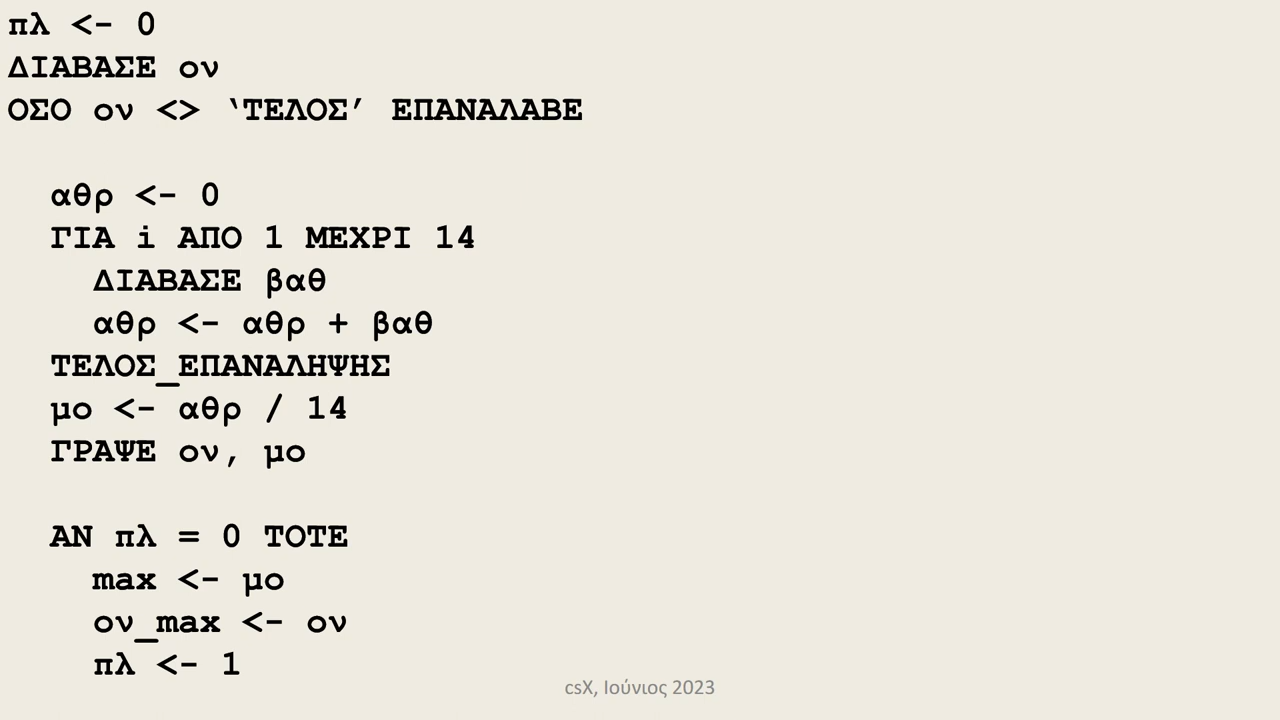 πλ <- 0
ΔΙΑΒΑΣΕ ον
ΟΣΟ ον <> ‘ΤΕΛΟΣ’ ΕΠΑΝΑΛΑΒΕ
αθρ <- 0
ΓΙΑ i ΑΠΟ 1 ΜΕΧΡΙ 14
ΔΙΑΒΑΣΕ βαθ
αθρ <- αθρ + βαθ
ΤΕΛΟΣ_ΕΠΑΝΑΛΗΨΗΣ
μο <- αθρ / 14
ΓΡΑΨΕ ον, μο
ΑΝ πλ = 0 ΤΟΤΕ
max <- μο
ον_max <- ον
πλ <- 1
csX, Ιούνιος 2023